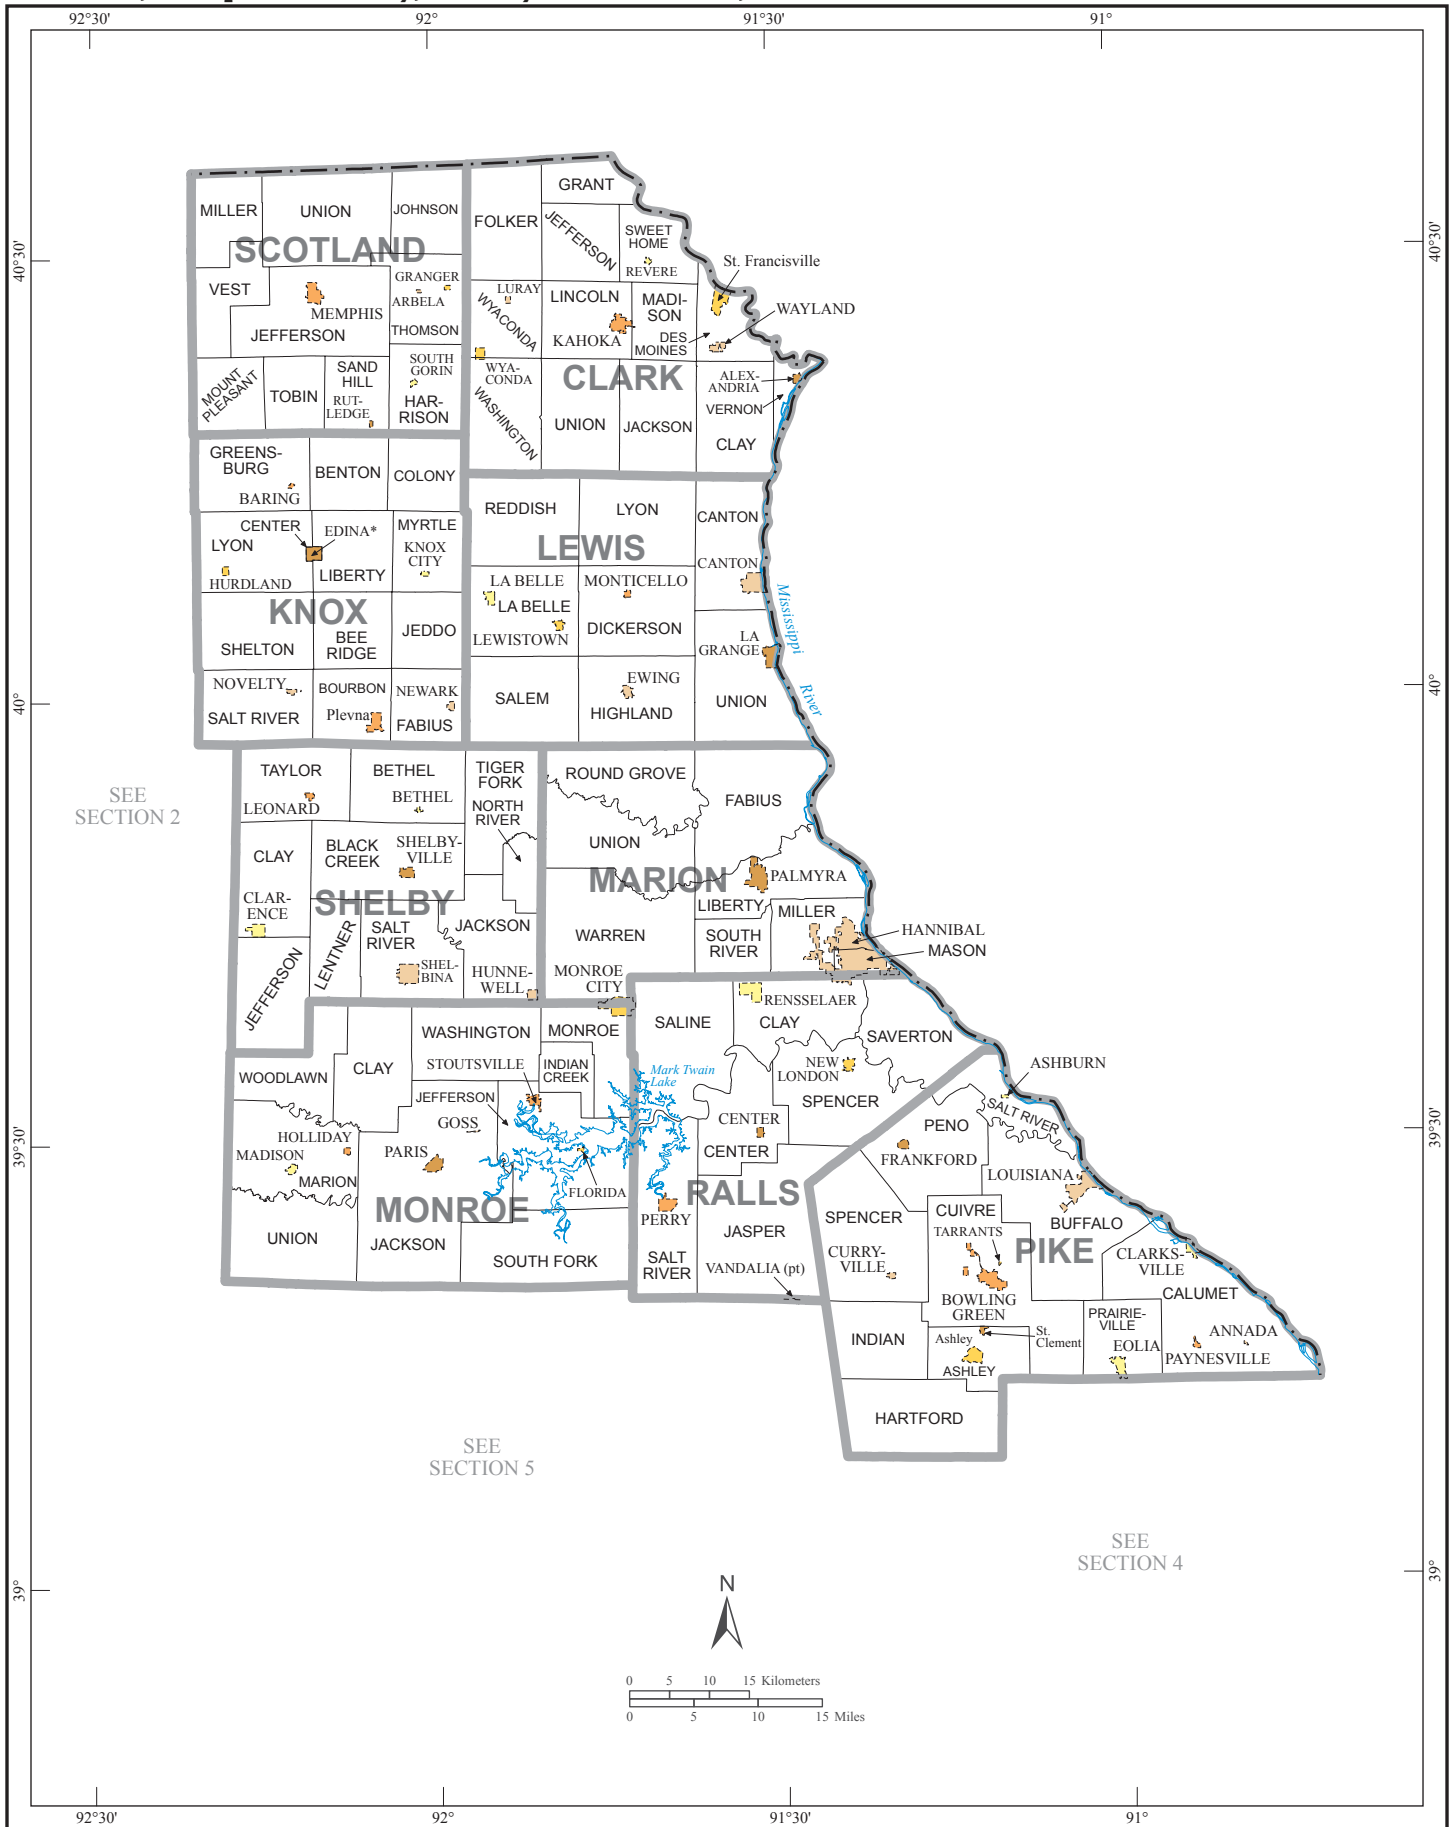 92°30'
92°
91°30'
91°
40°30'
40°30'
40°
40°
39°30'
39°30'
39°
39°
MILLER
UNION
JOHNSON
SCOTLAND
VEST
GRANGER
ARBELA
MEMPHIS
JEFFERSON
THOMSON
MOUNT
PLEASANT
TOBIN
SAND
HILL
RUT-
LEDGE
SOUTH
GORIN
HAR-
RISON
GRANT
FOLKER
JEFFERSON
SWEET
HOME
REVERE
St. Francisville
LURAY
WYACONDA
LINCOLN
KAHOKA
MADI-
SON
DES
MOINES
WAYLAND
WYA-
CONDA
CLARK
ALEX-
ANDRIA
VERNON
WASHINGTON
UNION
JACKSON
CLAY
GREENS-
BURG
BARING
BENTON
COLONY
CENTER
EDINA*
LYON
HURDLAND
LIBERTY
MYRTLE
KNOX
CITY
KNOX
SHELTON
BEE
RIDGE
JEDDO
NOVELTY
SALT RIVER
BOURBON
Plevna
NEWARK
FABIUS
REDDISH
LYON
CANTON
LEWIS
CANTON
LA BELLE
LA BELLE
LEWISTOWN
MONTICELLO
DICKERSON
LA
GRANGE
SALEM
EWING
HIGHLAND
UNION
Mississippi
River
SEE
SECTION 2
TAYLOR
LEONARD
BETHEL
BETHEL
TIGER
FORK
NORTH
RIVER
CLAY
BLACK
CREEK
SHELBY-
VILLE
CLAR-
ENCE
SHELBY
LENTNER
SALT
RIVER
SHEL-
BINA
JACKSON
HUNNE-
WELL
JEFFERSON
ROUND GROVE
FABIUS
UNION
MARION
PALMYRA
LIBERTY
MILLER
WARREN
SOUTH
RIVER
HANNIBAL
MASON
MONROE
CITY
RENSSELAER
SALINE
CLAY
SAVERTON
WASHINGTON
MONROE
WOODLAWN
CLAY
STOUTSVILLE
INDIAN
CREEK
JEFFERSON
GOSS
HOLLIDAY
MADISON
MARION
PARIS
FLORIDA
MONROE
UNION
JACKSON
SOUTH FORK
Mark Twain
Lake
NEW
LONDON
SPENCER
CENTER
CENTER
RALLS
PERRY
JASPER
SALT
RIVER
VANDALIA (pt)
ASHBURN
SALT RIVER
PENO
FRANKFORD
LOUISIANA
SPENCER
CUIVRE
TARRANTS
BUFFALO
PIKE
CURRY-
VILLE
CLARKS-
VILLE
BOWLING
GREEN
CALUMET
INDIAN
St.
Clement
Ashley
ASHLEY
PRAIRIE-
VILLE
EOLIA
ANNADA
PAYNESVILLE
HARTFORD
SEE
SECTION 5
SEE
SECTION 4
N
0 5 10 15 Kilometers
0 5 10 15 Miles
92°30'
92°
91°30'
91°